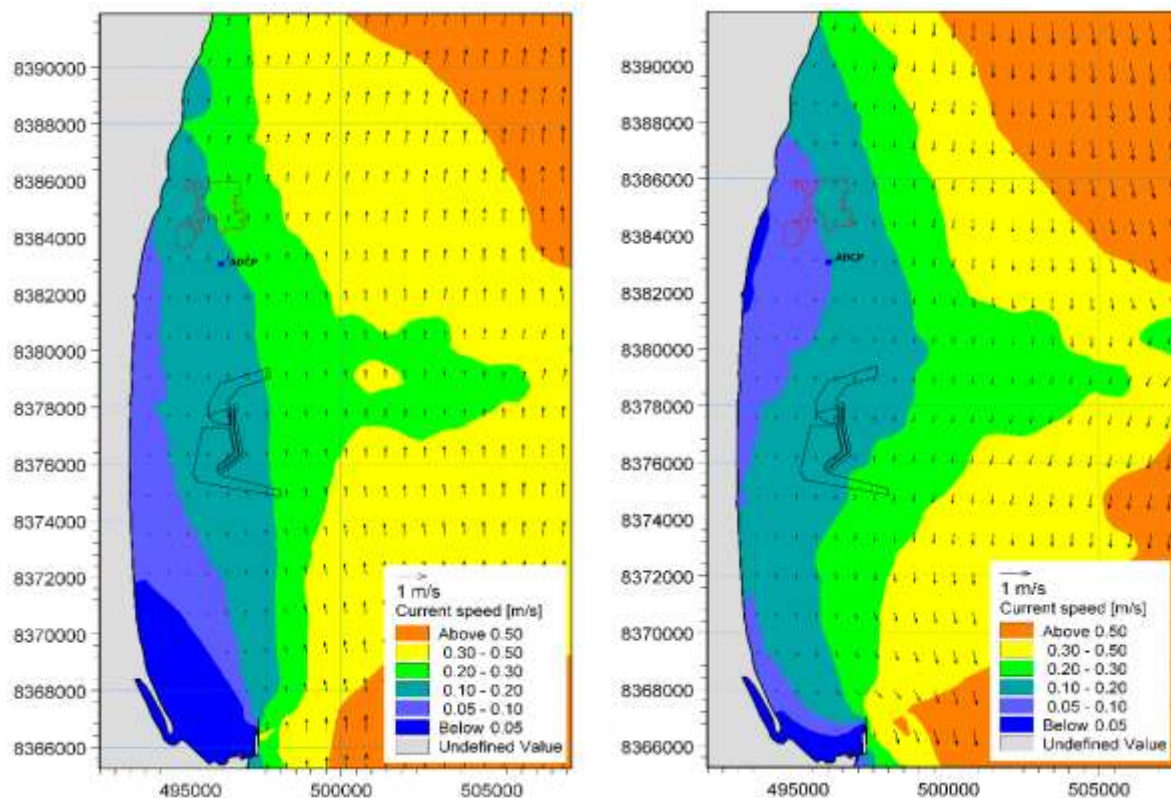 8390000
8388000
8386000
8384000
8382000
8380000
8378000
8376000
8374000
8372000
8370000
8368000
8366000
ADCP
1 m/s
Current speed [m/s]
Above 0.50
0.30 - 0.50
0.20 - 0.30
0.10 - 0.20
0.05 - 0.10
Below 0.05
Undefined Value
495000 500000 505000
8390000
8388000
8386000
8384000
8382000
8380000
8378000
8376000
8374000
8372000
8370000
8368000
8366000
ADCP
1 m/s
Current speed [m/s]
Above 0.50
0.30 - 0.50
0.20 - 0.30
0.10 - 0.20
0.05 - 0.10
Below 0.05
Undefined Value
495000 500000 505000